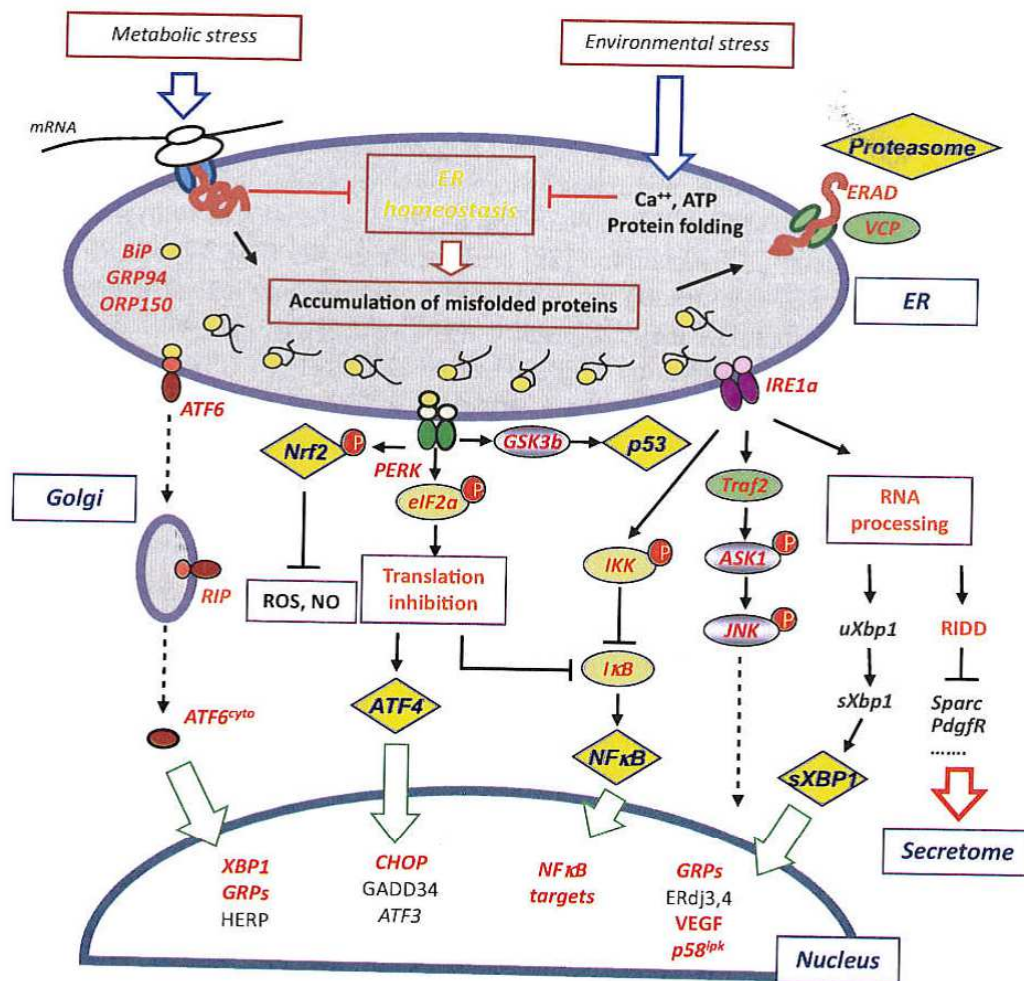 Metabolic stress
Environmental stress
mRNA
Proteasome
ER
homeostasis
Ca++, ATP
Protein folding
ERAD
VCP
BiP
GRP94
ORP150
Accumulation of misfolded proteins
ER
ATF6
IRE1a
Nrf2
P
PERK
GSK3b
p53
Golgi
eIF2a
P
Traf2
RNA
processing
RIP
ROS, NO
Translation
inhibition
IKK
P
ASK1
P
JNK
P
uXbp1
RIDD
IκB
ATF6cyto
ATF4
sXbp1
Sparc
PdgfR
.......
NFκB
sXBP1
Secretome
XBP1
GRPs
HERP
CHOP
GADD34
ATF3
NFκB
targets
GRPs
ERdj3,4
VEGF
p58ipk
Nucleus